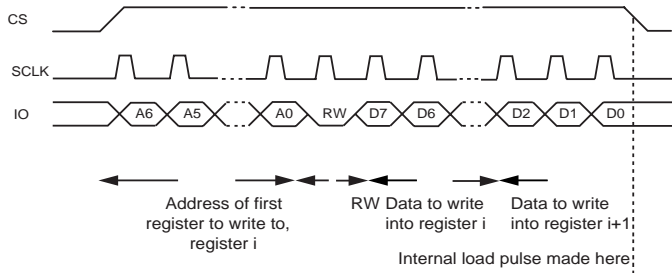 CS
SCLK
IO
A6 A5 A0 RW D7 D6 D2 D1 D0
Address of first
register to write to,
register i
RW
Data to write
into register i
Data to write
into register i+1
Internal load pulse made here